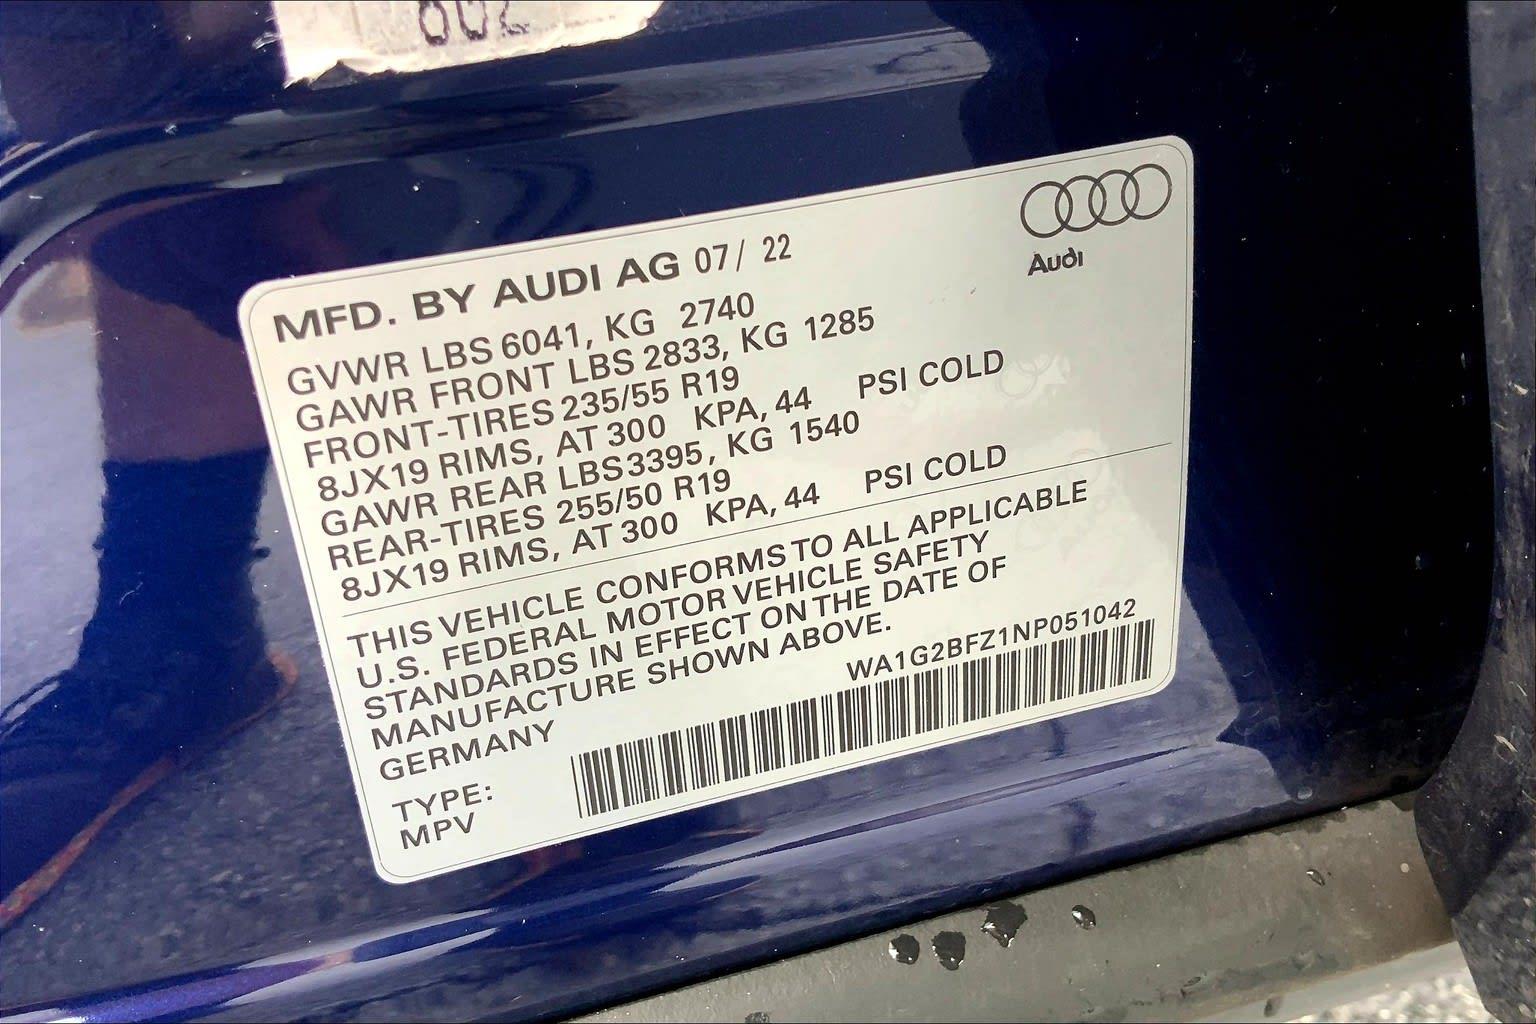 002
Audi
MFD. BY AUDI AG 07/ 22
GVWR LBS 6041, KG 2740
GAWR FRONT LBS 2833, KG 1285
FRONT-TIRES 235/55 R19
8JX19 RIMS, AT 300 KPA, 44 PSI COLD
GAWR REAR LBS 3395, KG 1540
REAR-TIRES 255/50 R19
8JX19 RIMS, AT 300 KPA, 44 PSI COLD
THIS VEHICLE CONFORMS TO ALL APPLICABLE
U.S. FEDERAL MOTOR VEHICLE SAFETY
STANDARDS IN EFFECT ON THE DATE OF
MANUFACTURE SHOWN ABOVE.
GERMANY
WA1G2BFZ1NP051042
TYPE:
MPV